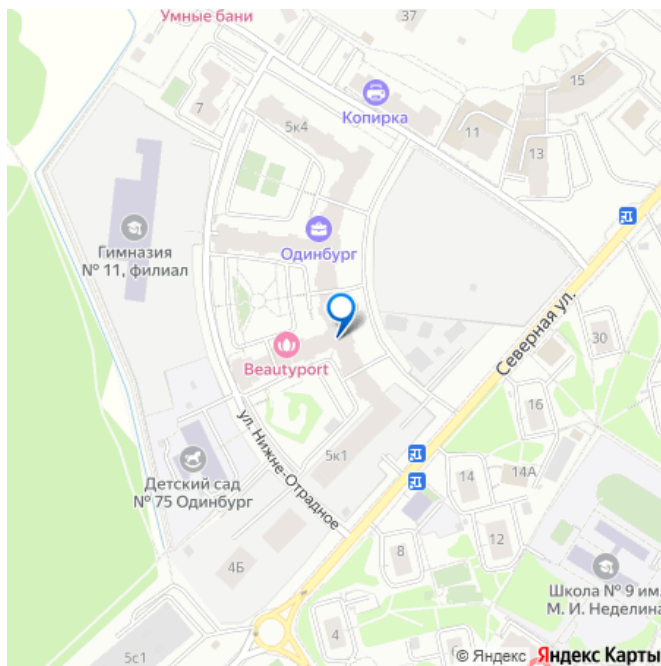 Умные бани
37
15
7
5к4
Копирка
11
13
Гимназия
№ 11, филиал
Одинбург
Северная ул.
30
Beautyport
16
ул. Нижне-Отрадное
5к1
14
14А
Детский сад
№ 75 Одинбург
12
8
4Б
Школа № 9 им.
М. И. Неделина
4
5с1
© Яндекс Яндекс Карты